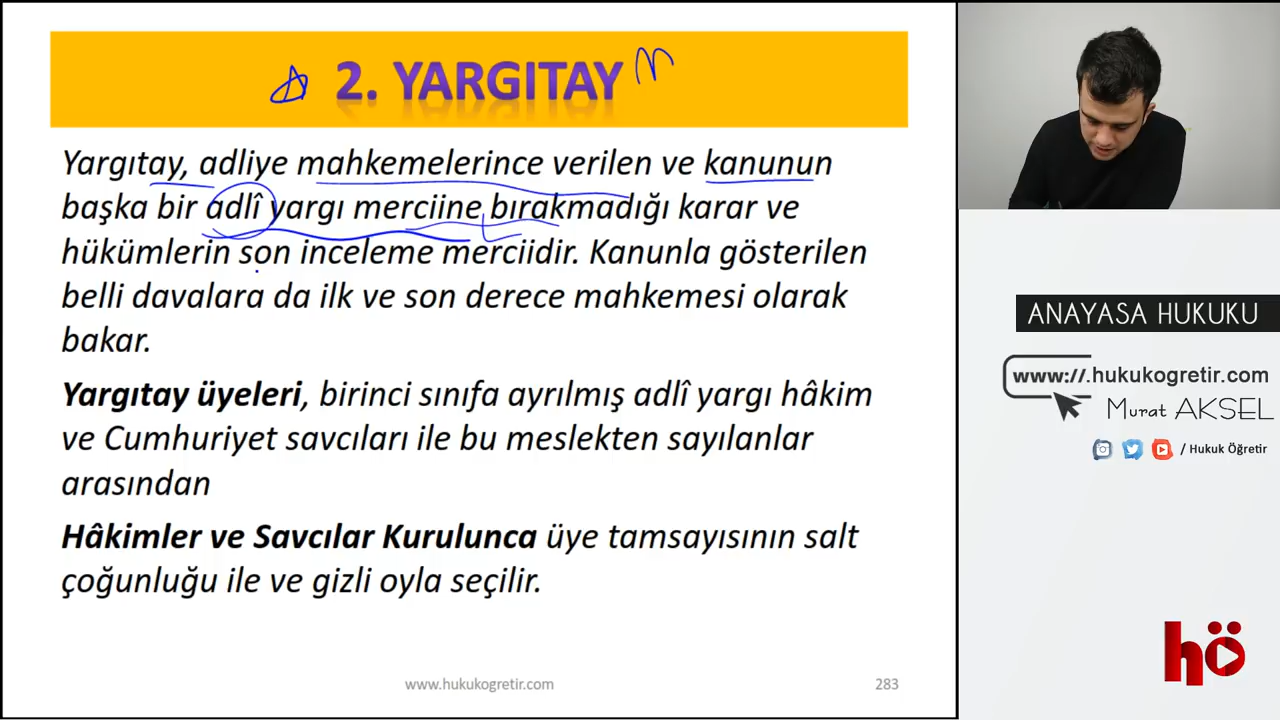 2. YARGITAY
Yargıtay, adliye mahkemelerince verilen ve kanunun
başka bir adlî yargı merciine bırakmadığı karar ve
hükümlerin son inceleme merciidir. Kanunla gösterilen
belli davalara da ilk ve son derece mahkemesi olarak
bakar.
Yargıtay üyeleri, birinci sınıfa ayrılmış adlî yargı hâkim
ve Cumhuriyet savcıları ile bu meslekten sayılanlar
arasından
Hâkimler ve Savcılar Kurulunca üye tamsayısının salt
çoğunluğu ile ve gizli oyla seçilir.
www.hukukogretir.com
283
ANAYASA HUKUKU
www://.hukukogretir.com
Murat AKSEL
/ Hukuk Öğretir
hö